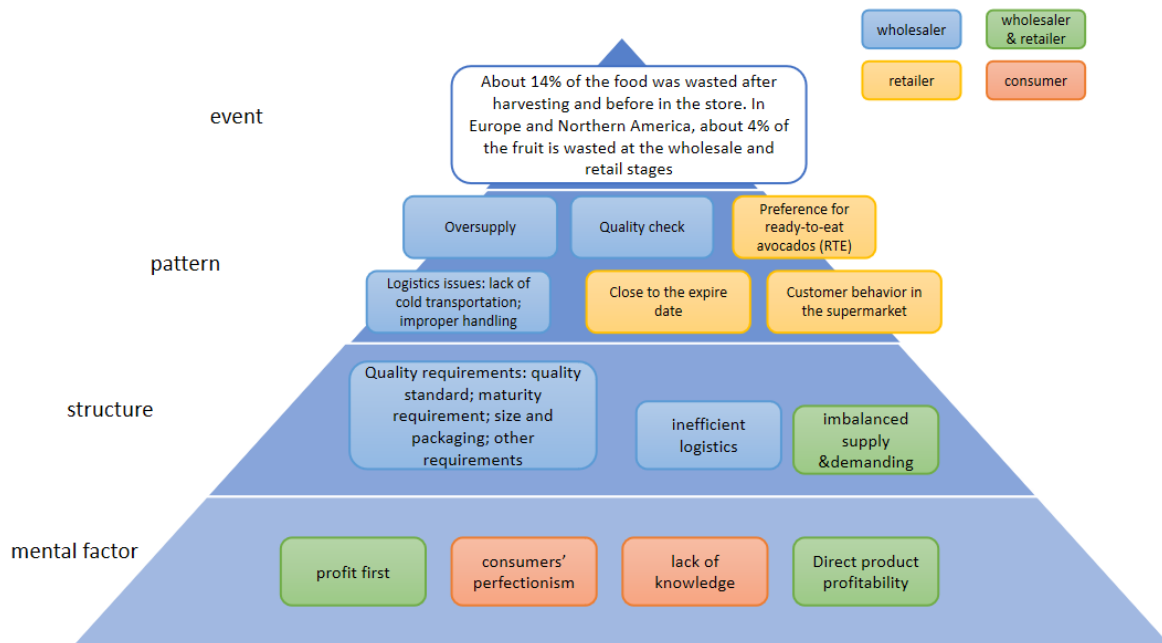 wholesaler
wholesaler
& retailer
retailer
consumer
event
About 14% of the food was wasted after
harvesting and before in the store. In
Europe and Northern America, about 4% of
the fruit is wasted at the wholesale and
retail stages
pattern
Oversupply
Quality check
Preference for
ready-to-eat
avocados (RTE)
Logistics issues: lack of
cold transportation;
improper handling
Close to the expire
date
Customer behavior in
the supermarket
structure
Quality requirements: quality
standard; maturity
requirement; size and
packaging; other
requirements
inefficient
logistics
imbalanced
supply
&demanding
mental factor
profit first
consumers’
perfectionism
lack of
knowledge
Direct product
profitability